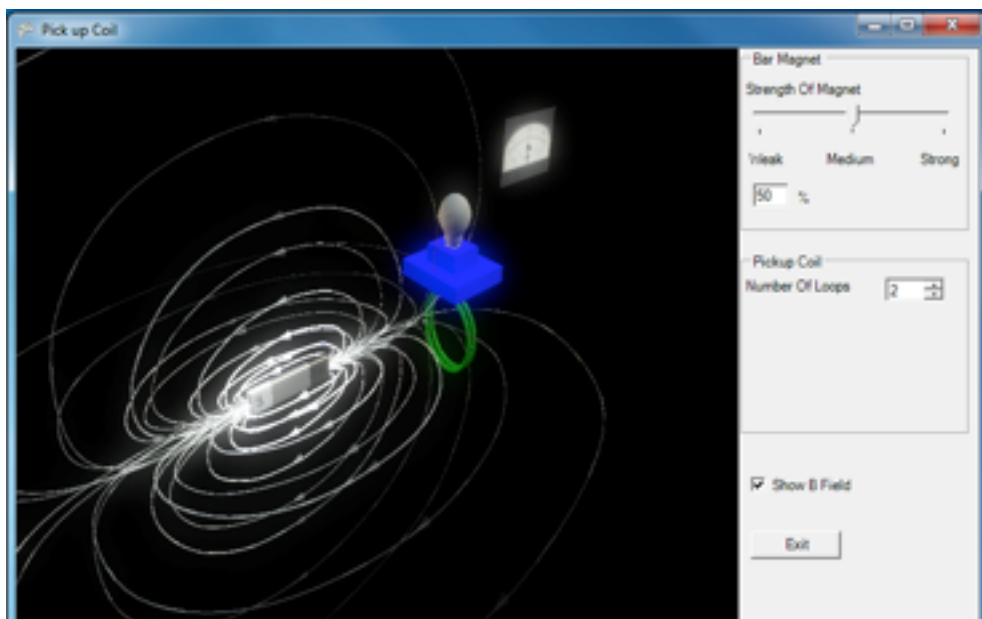 Pick up Coil
Bar Magnet
Strength Of Magnet
Weak Medium Strong
50 %
Pickup Coil
Number Of Loops 2
Show B Field
Exit